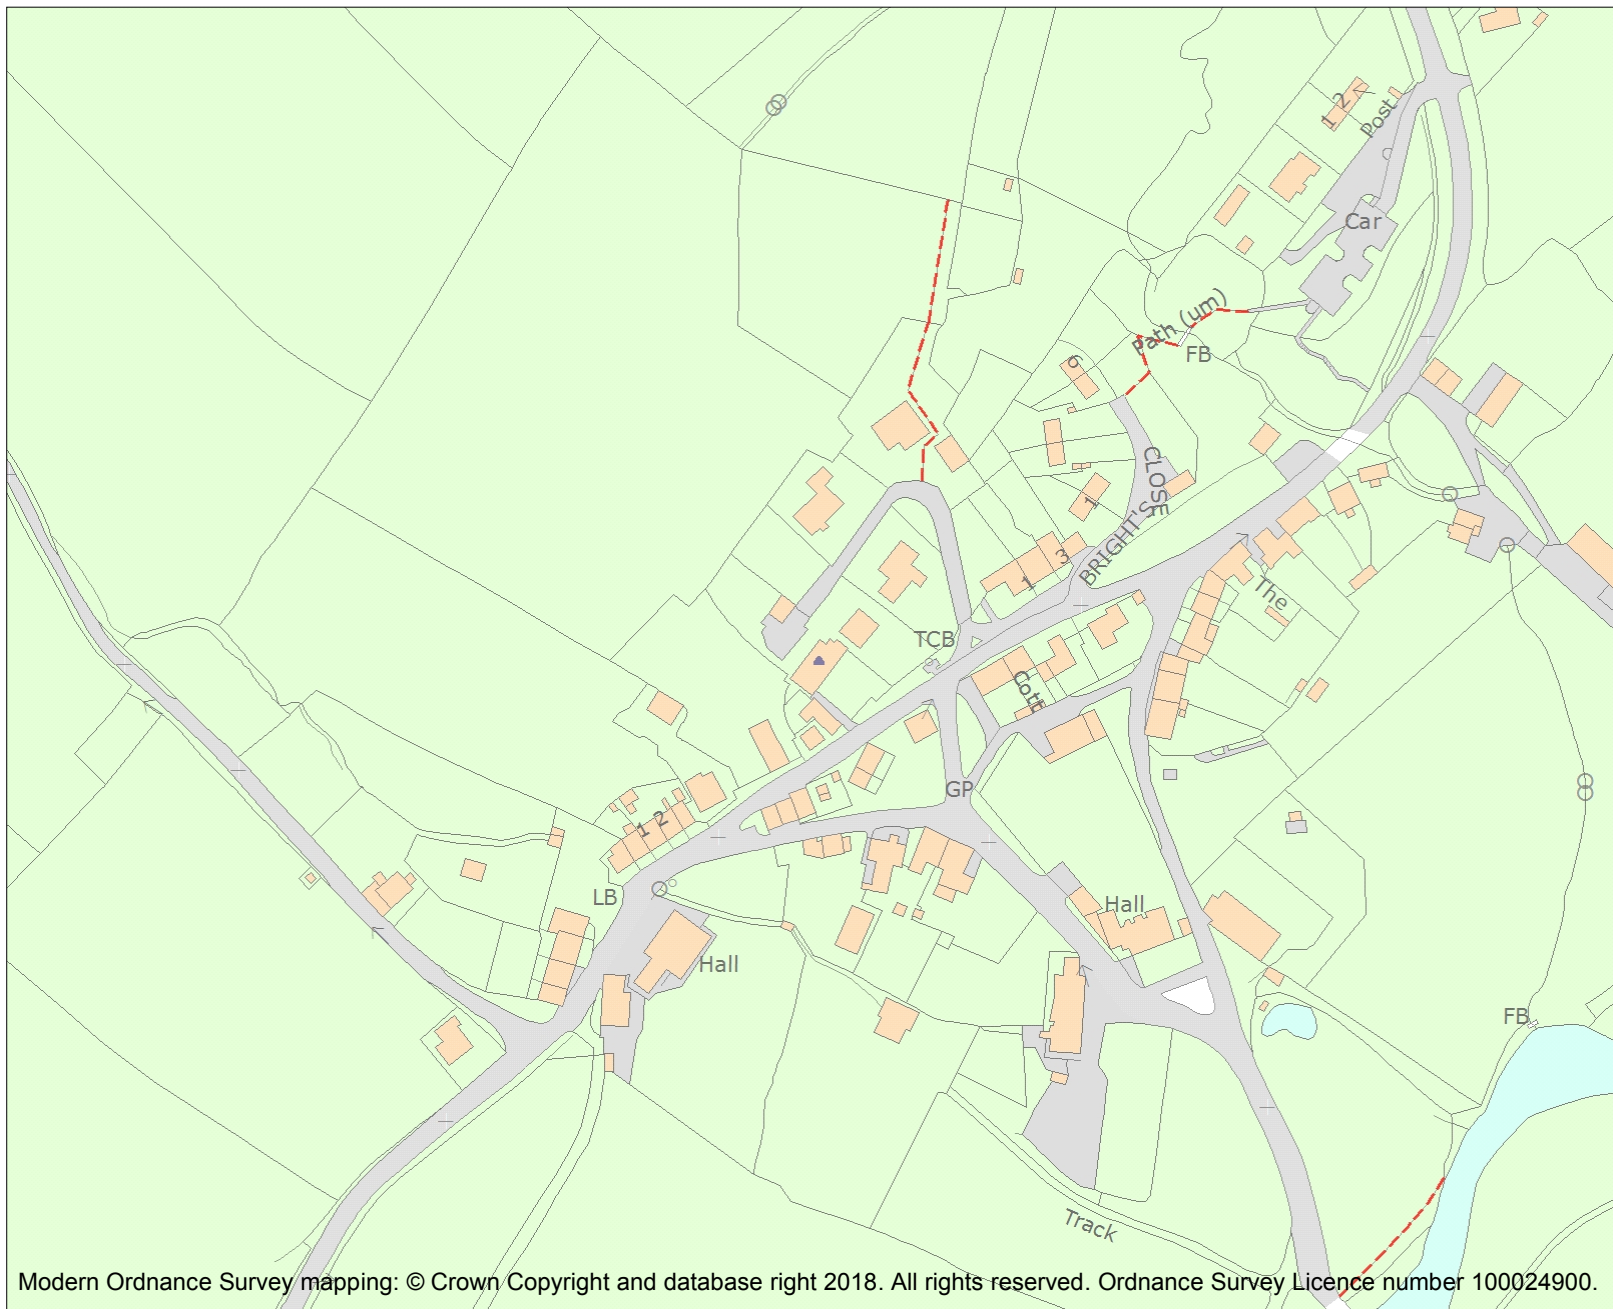 1 2
Post
Car
Path (um)
FB
6
CLOSE
1
BRIGHT'S
3
1
The
TCB
Cotts
GP
1 2
LB
Hall
Hall
FB
Track
Modern Ordnance Survey mapping: © Crown Copyright and database right 2018. All rights reserved. Ordnance Survey Licence number 100024900.